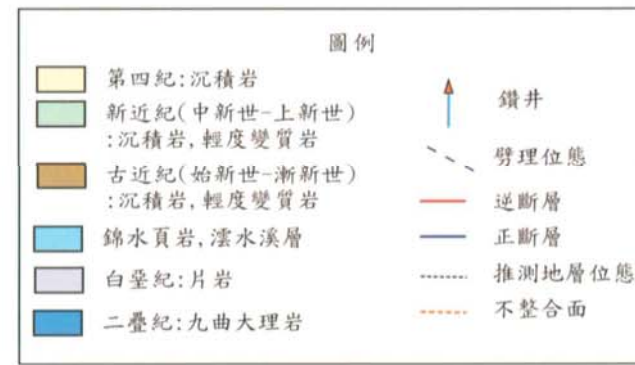 圖例
第四紀:沉積岩
新近紀(中新世-上新世)
:沉積岩,輕度變質岩
古近紀(始新世-漸新世)
:沉積岩,輕度變質岩
錦水頁岩,澐水溪層
白堊紀:片岩
二疊紀:九曲大理岩
鑽井
劈理位態
逆斷層
正斷層
推測地層位態
不整合面